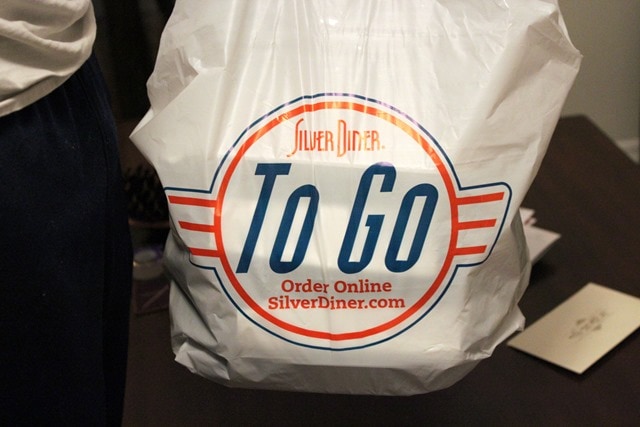 SILVER DINER
TO GO
Order Online
SilverDiner.com